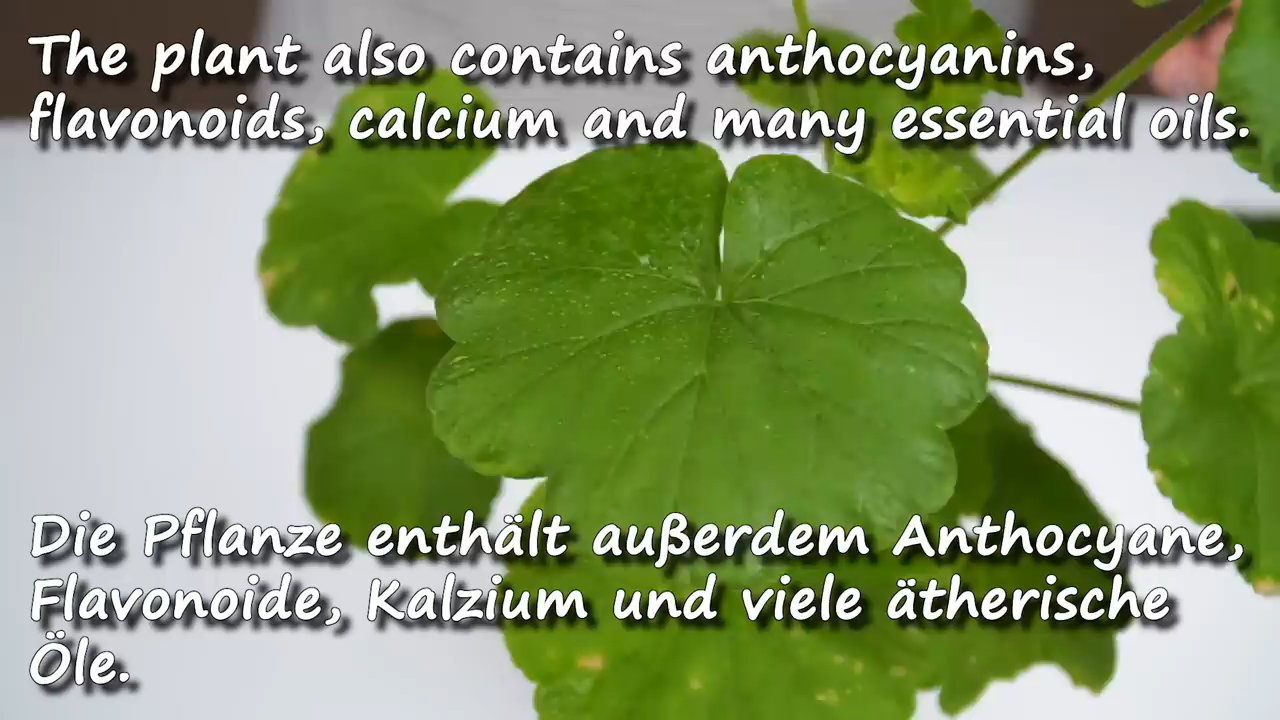 The plant also contains anthocyanins,
flavonoids, calcium and many essential oils.
Die Pflanze enthält außerdem Anthocyane,
Flavonoide, Kalzium und viele ätherische
Öle.